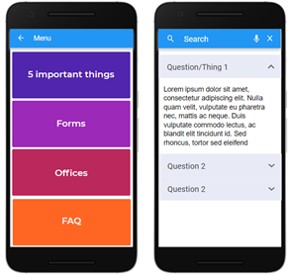 Menu
5 important things
Forms
Offices
FAQ
Search
Question/Thing 1
Lorem ipsum dolor sit amet,
consectetur adipiscing elit. Nulla
quam velit, vulputate eu pharetra
nec, mattis ac neque. Duis
vulputate commodo lectus, ac
blandit elit tincidunt id. Sed
rhoncus, tortor sed eleifend
Question 2
Question 2